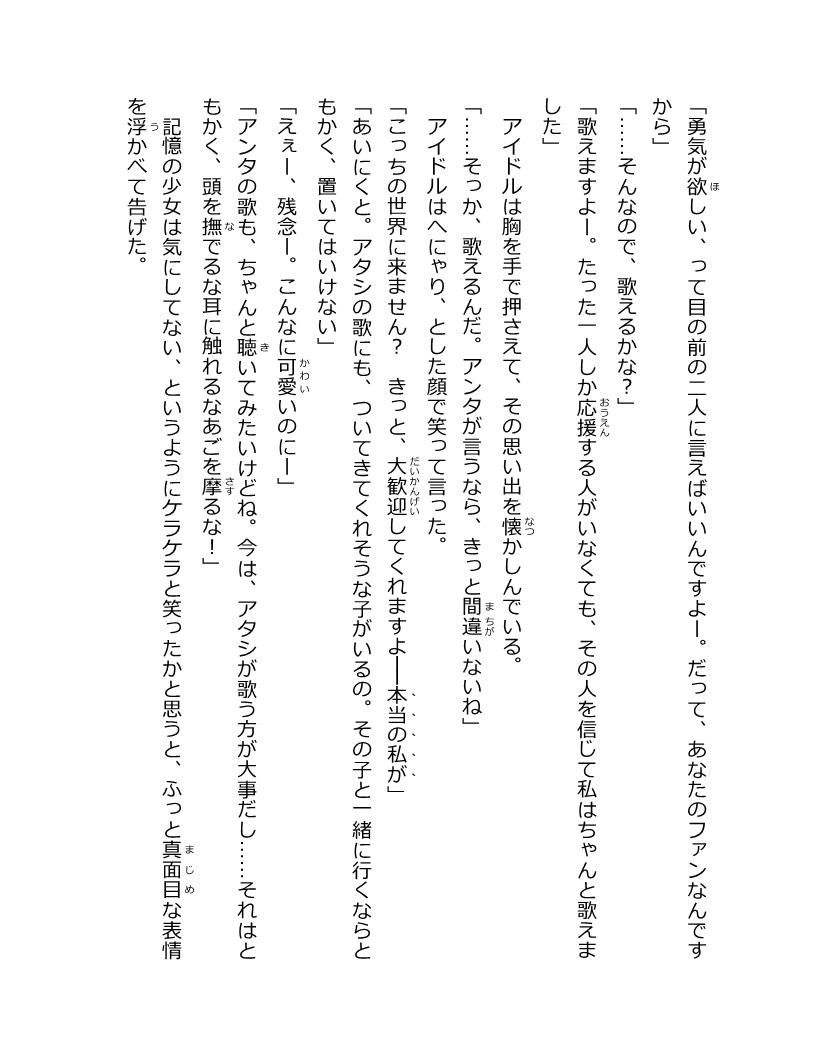 「勇気が欲しい、って目の前の二人に言えばいいんですよー。だって、あなたのファンなんです
から」
「……そんなので、歌えるかな？」
「歌えますよー。たった一人しか応援する人がいなくても、その人を信じて私はちゃんと歌えま
した」
　アイドルは胸を手で押さえて、その思い出を懐かしんでいる。
「……そっか、歌えるんだ。アンタが言うなら、きっと間違いないね」
　アイドルはへにゃり、とした顔で笑って言った。
「こっちの世界に来ません？　きっと、大歓迎してくれますよ――本当の私が」
「あいにくと。アタシの歌にも、ついてきてくれそうな子がいるの。その子と一緒に行くならと
もかく、置いてはいけない」
「えぇー、残念ー。こんなに可愛いのにー」
「アンタの歌も、ちゃんと聴いてみたいけどね。今は、アタシが歌う方が大事だし……それはと
もかく、頭を撫でるな耳に触れるなあごを摩るな！」
　記憶の少女は気にしてない、というようにケラケラと笑ったかと思うと、ふっと真面目な表情
を浮かべて告げた。